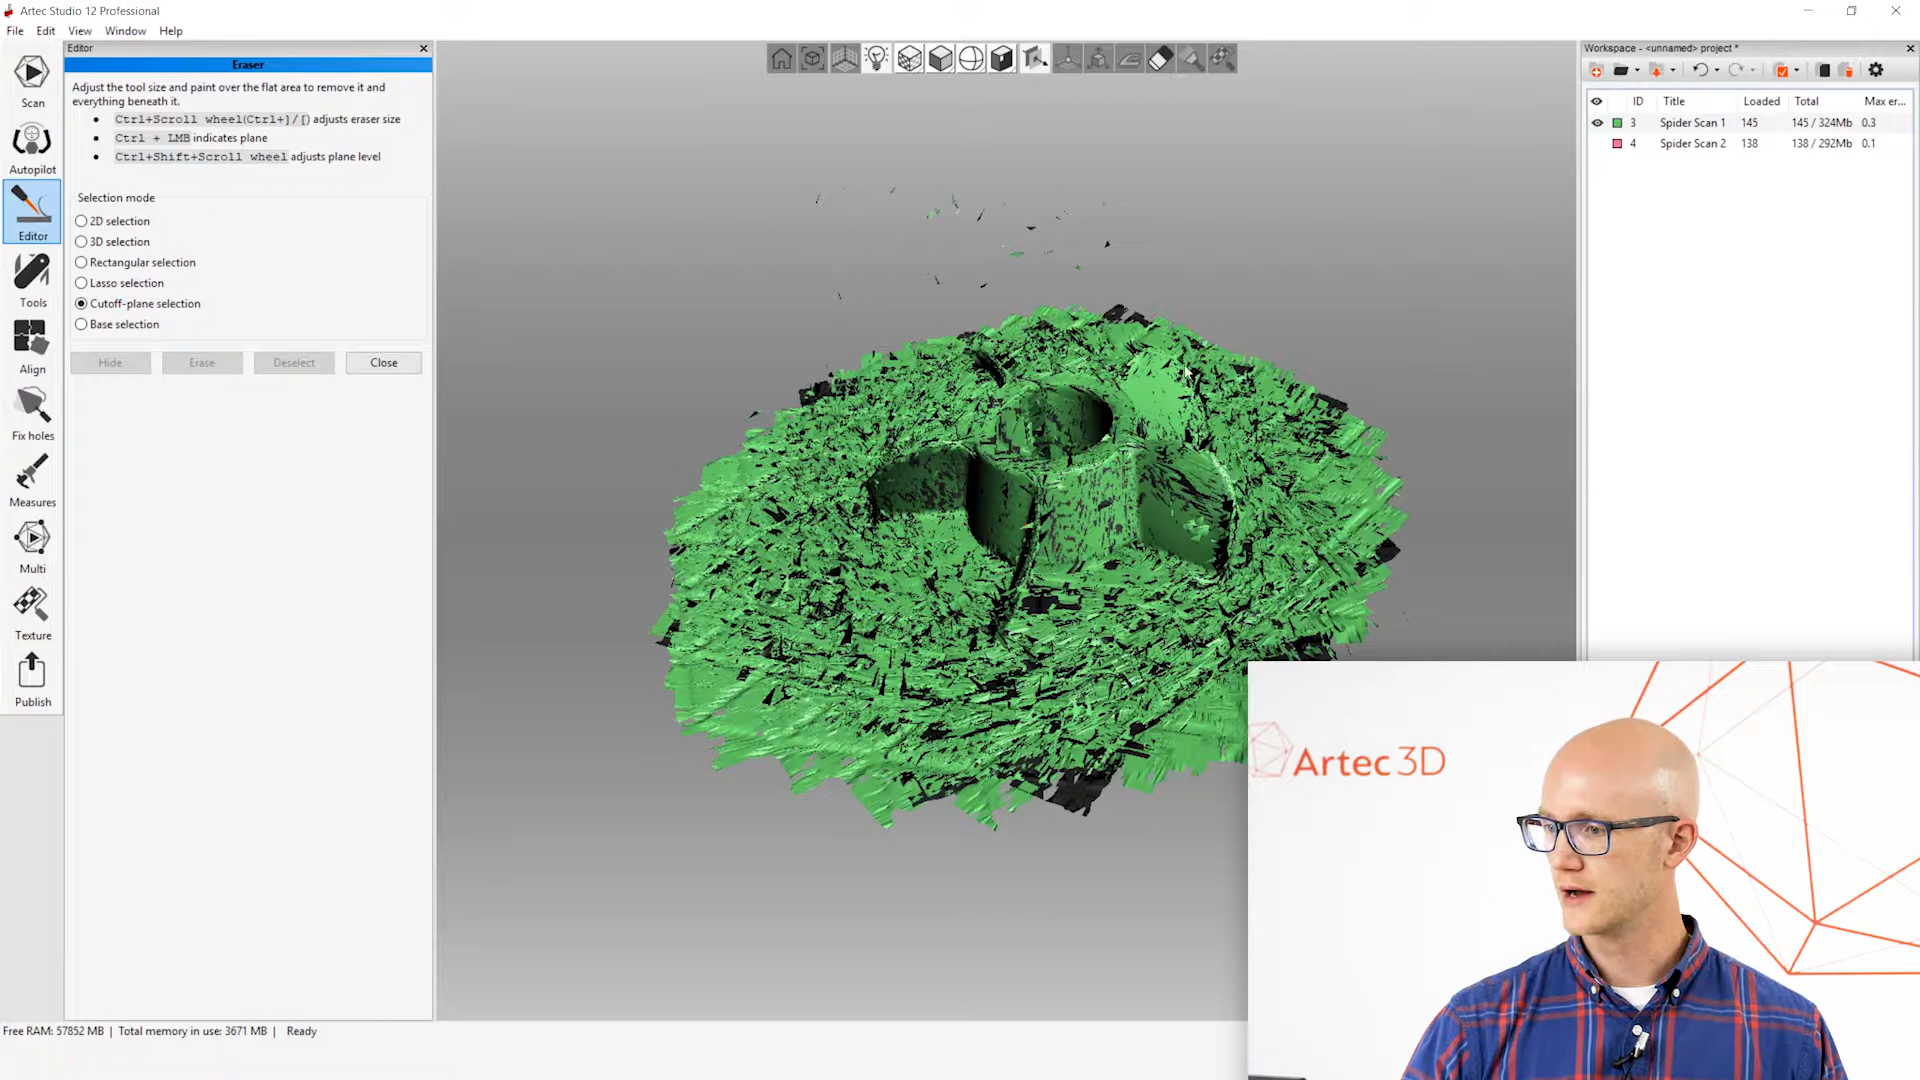 Artec Studio 12 Professional
File Edit View Window Help
Editor
Eraser
Adjust the tool size and paint over the flat area to remove it and
everything beneath it.
Ctrl+Scroll wheel(Ctrl+]/[) adjusts eraser size
Ctrl + LMB indicates plane
Ctrl+Shift+Scroll wheel adjusts plane level
Selection mode
2D selection
3D selection
Rectangular selection
Lasso selection
Cutoff-plane selection
Base selection
Hide Erase Deselect Close
Scan
Autopilot
Editor
Tools
Align
Fix holes
Measures
Multi
Texture
Publish
Workspace - <unnamed> project *
ID Title Loaded Total Max er...
3 Spider Scan 1 145 145 / 324Mb 0.3
4 Spider Scan 2 138 138 / 292Mb 0.1
Artec 3D
Free RAM: 57852 MB | Total memory in use: 3671 MB | Ready